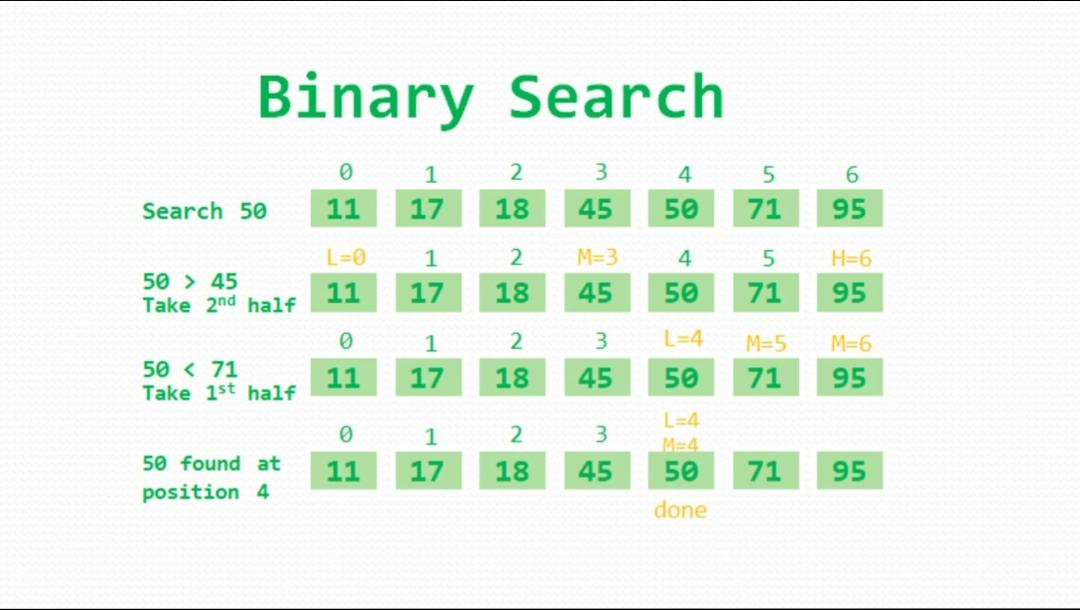 Binary Search
0 1 2 3 4 5 6
Search 50 11 17 18 45 50 71 95
L=0 1 2 M=3 4 5 H=6
50 > 45
Take 2nd half 11 17 18 45 50 71 95
0 1 2 3 L=4 M=5 M=6
50 < 71
Take 1st half 11 17 18 45 50 71 95
L=4
0 1 2 3 M=4
50 found at
position 4 11 17 18 45 50 71 95
done